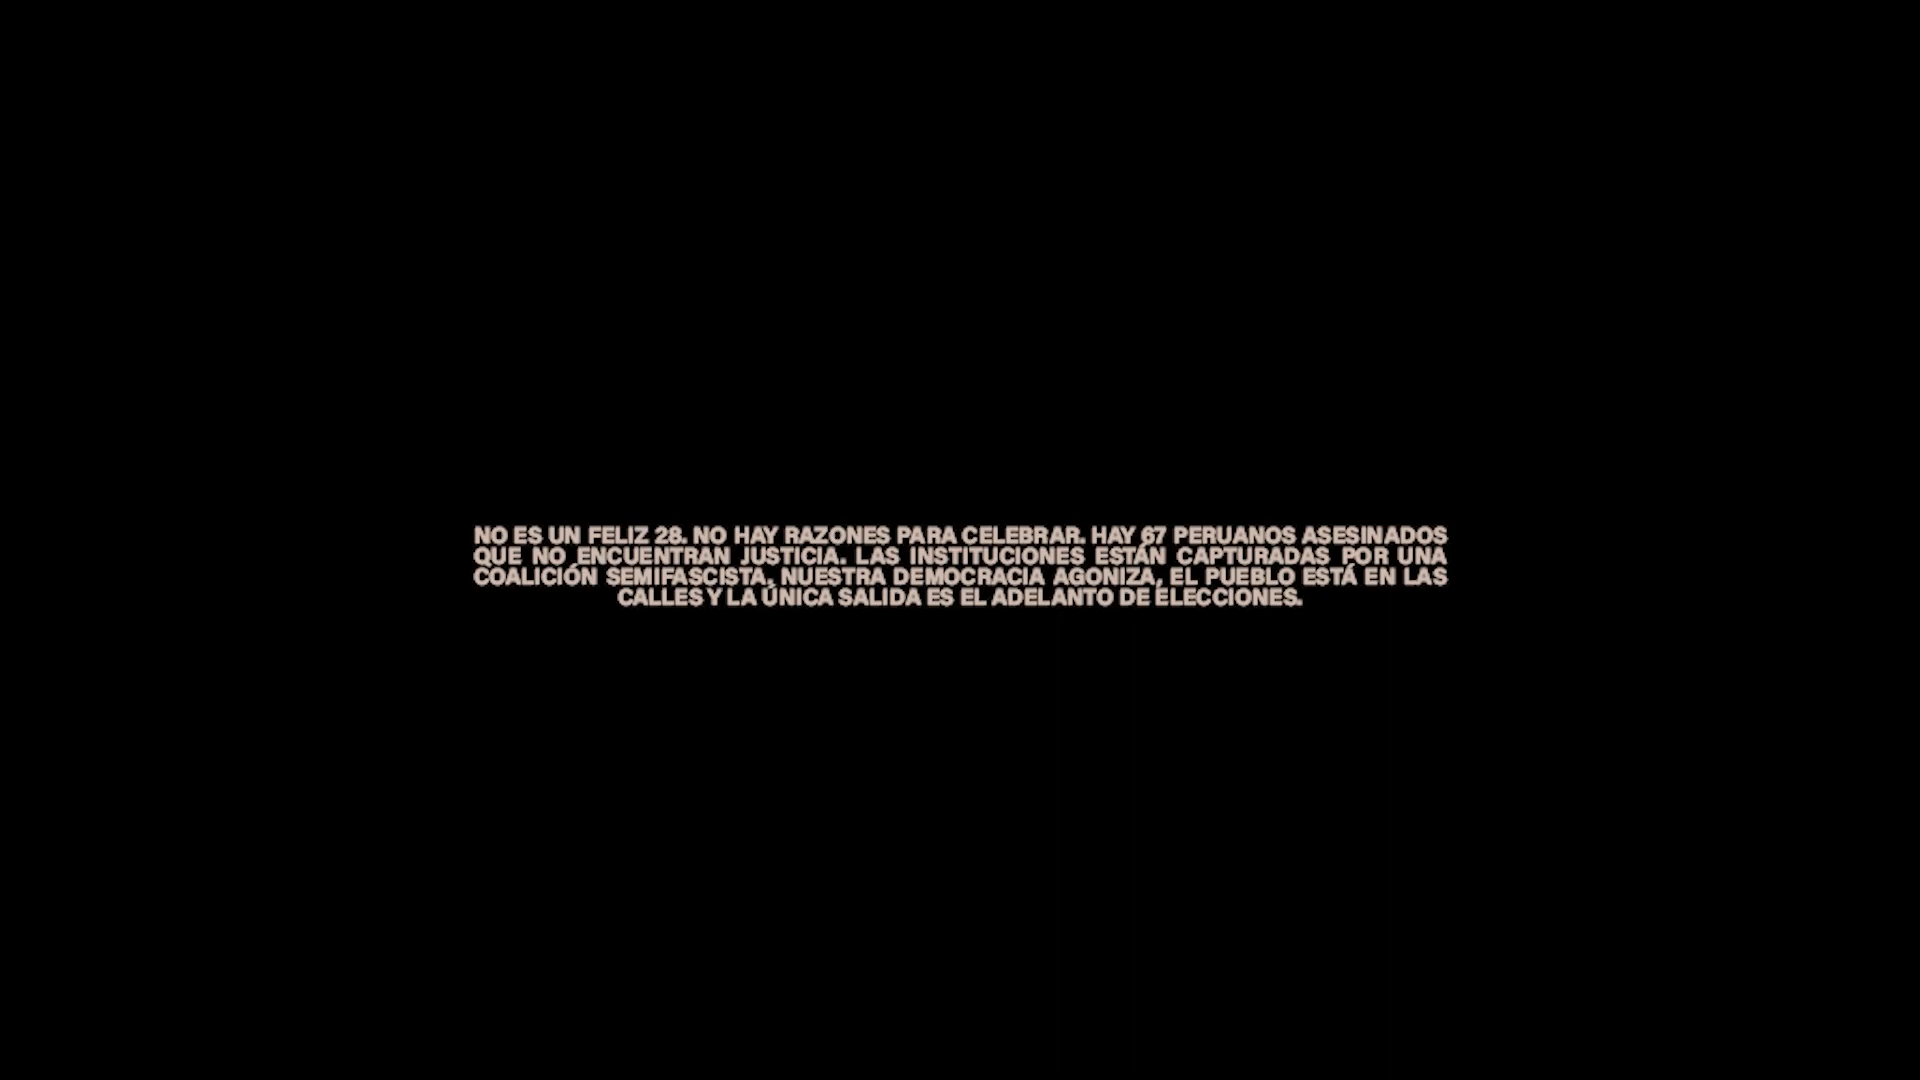 NO ES UN FELIZ 28. NO HAY RAZONES PARA CELEBRAR. HAY 67 PERUANOS ASESINADOS
QUE NO ENCUENTRAN JUSTICIA. LAS INSTITUCIONES ESTÁN CAPTURADAS POR UNA
COALICIÓN SEMIFASCISTA. NUESTRA DEMOCRACIA AGONIZA, EL PUEBLO ESTÁ EN LAS
CALLES Y LA ÚNICA SALIDA ES EL ADELANTO DE ELECCIONES.